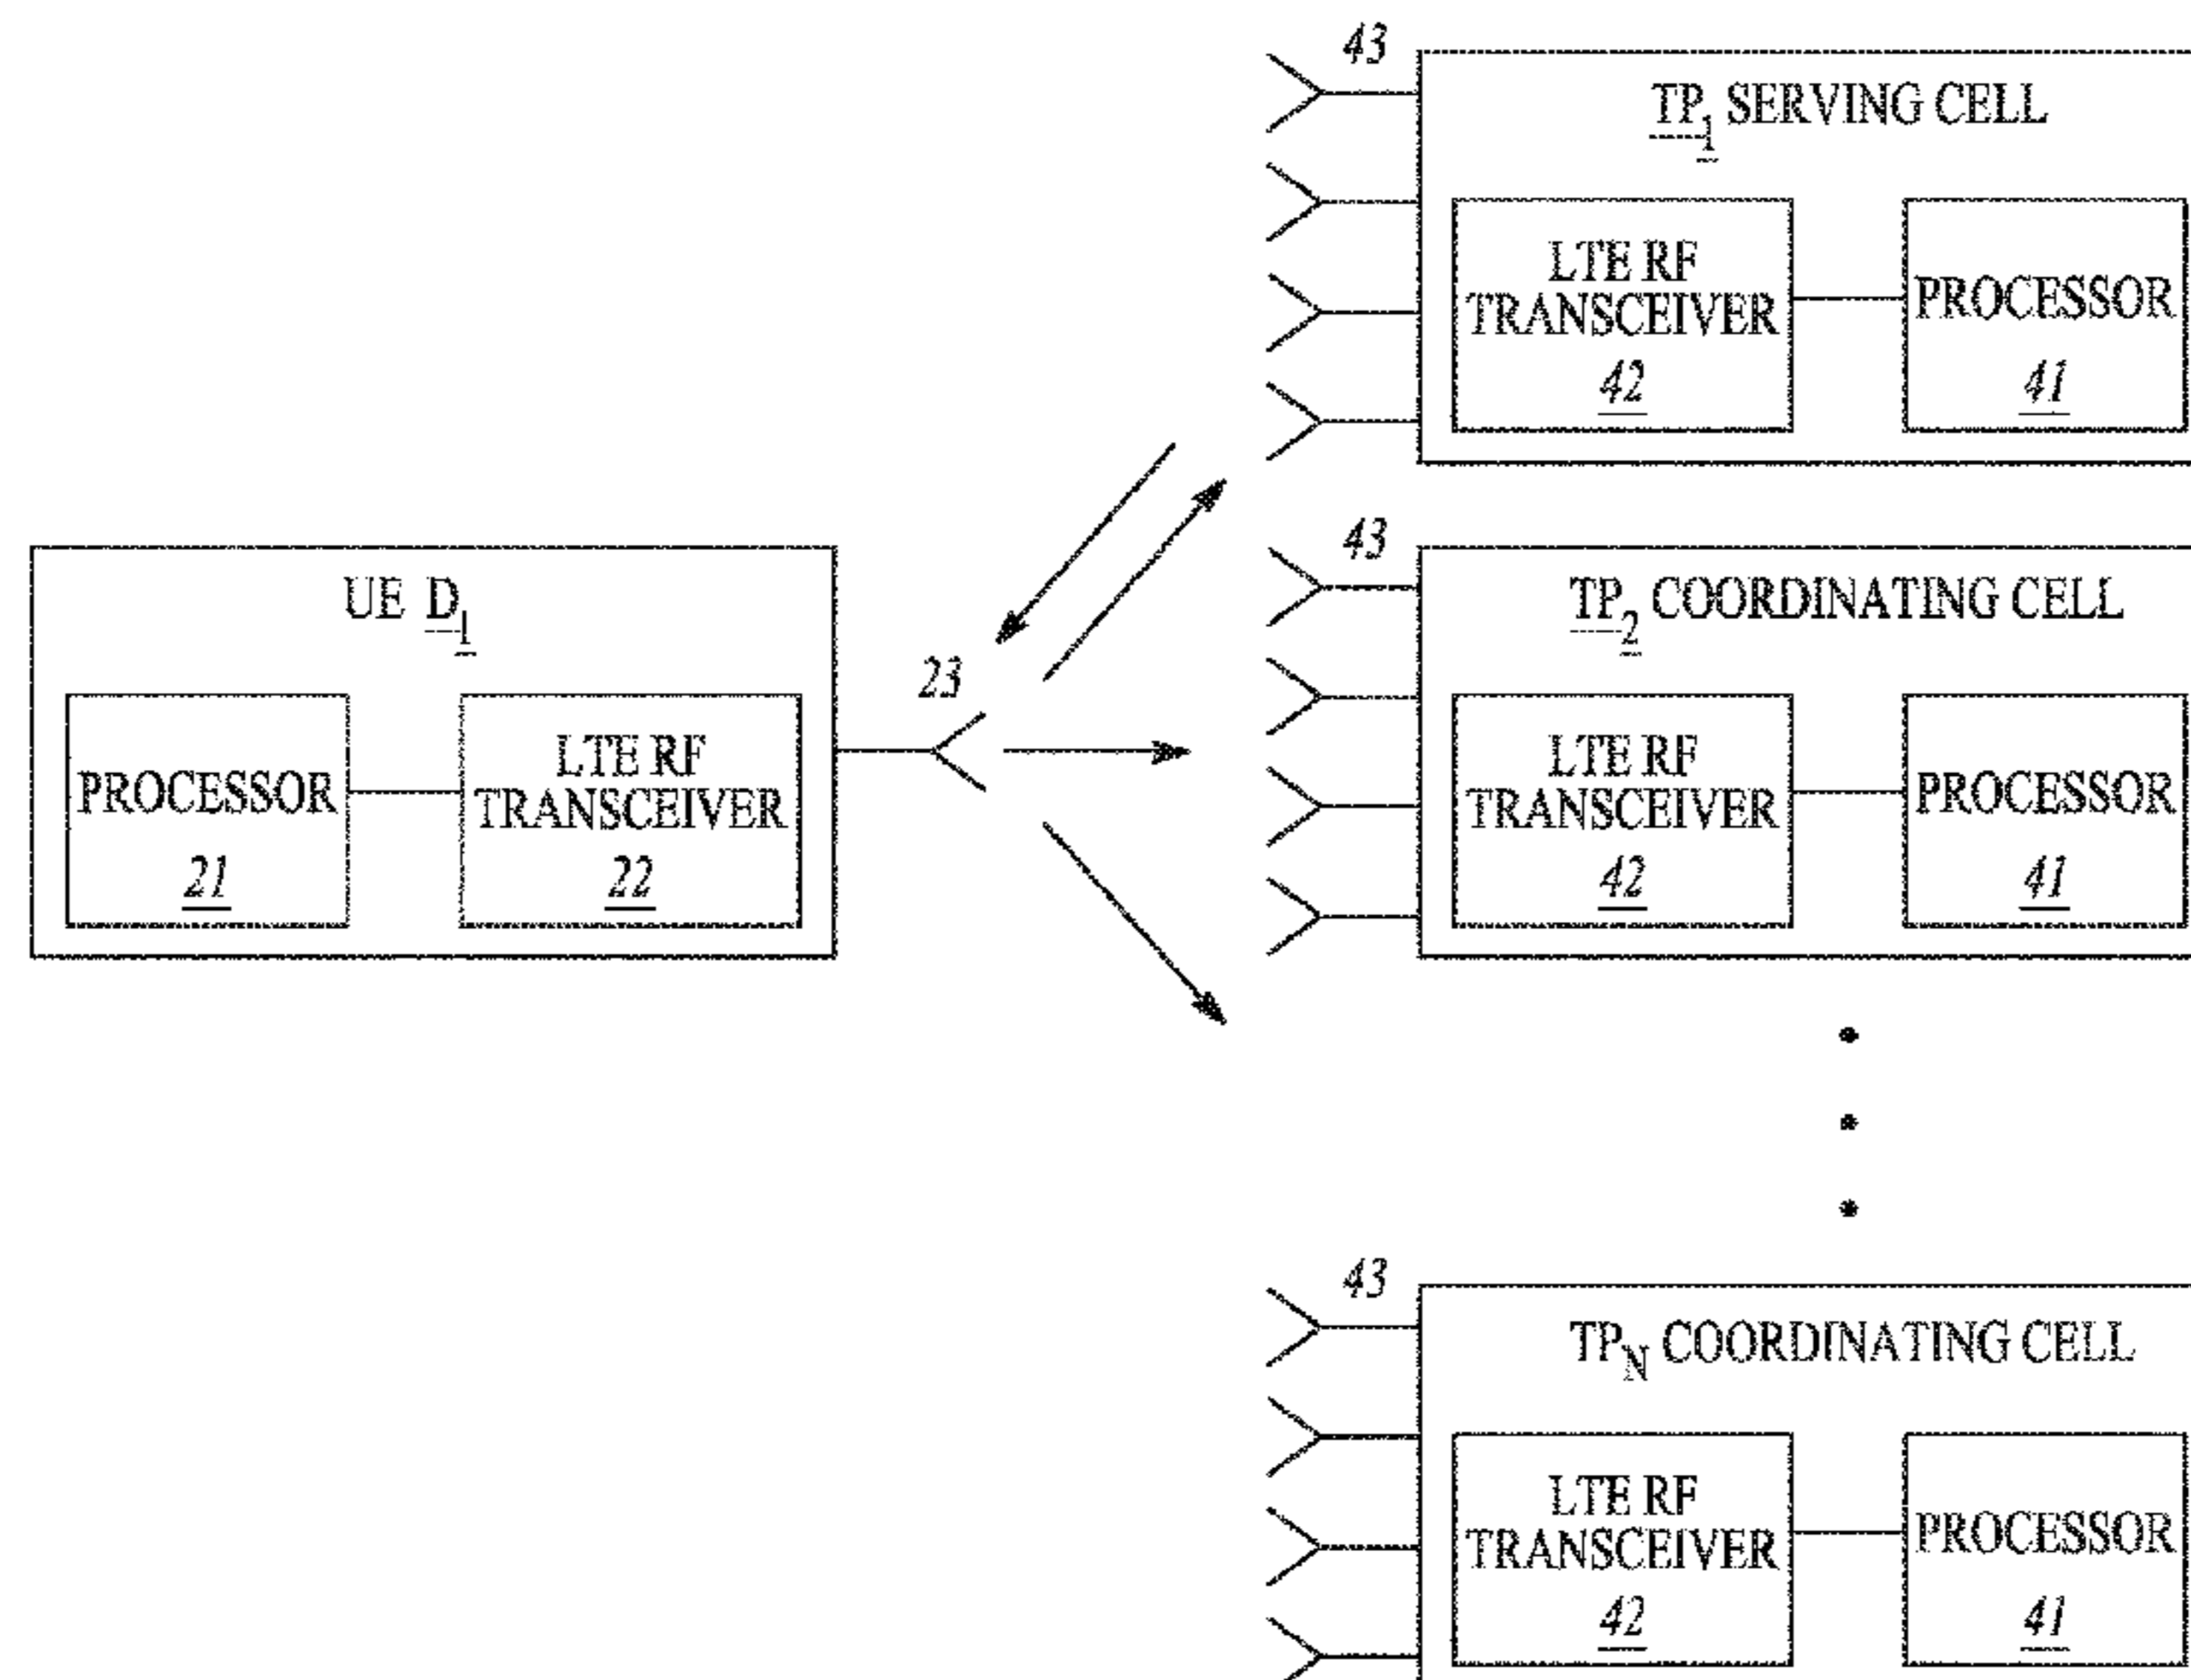 43
TP1 SERVING CELL
LTE RF
TRANSCEIVER
42
PROCESSOR
41
UE D1
PROCESSOR
21
LTE RF
TRANSCEIVER
22
23
43
TP2 COORDINATING CELL
LTE RF
TRANSCEIVER
42
PROCESSOR
41
43
TPN COORDINATING CELL
LTE RF
TRANSCEIVER
42
PROCESSOR
41